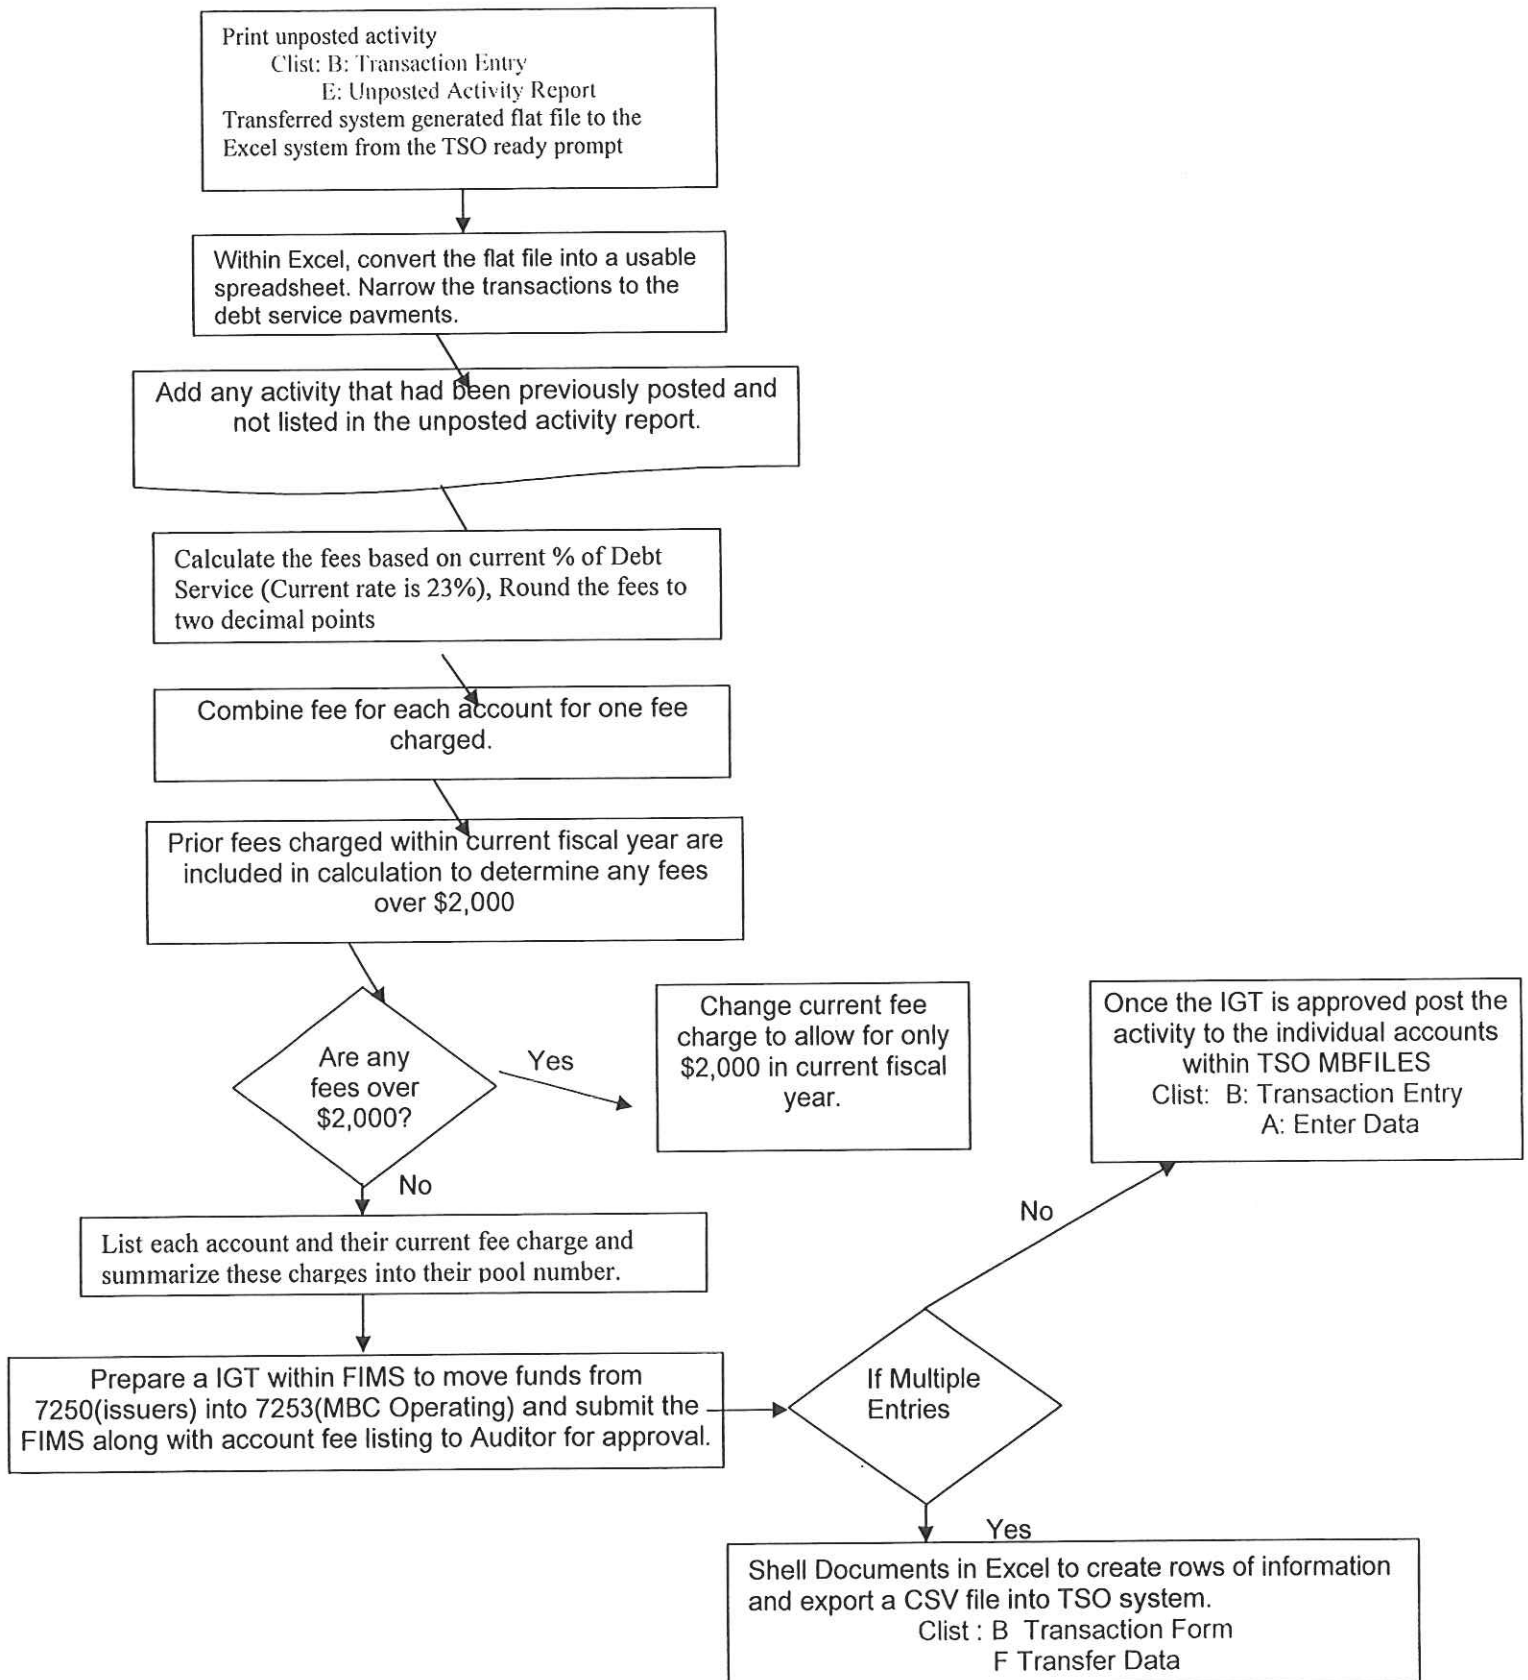 Print unposted activity
Clist: B: Transaction Entry
E: Unposted Activity Report
Transferred system generated flat file to the
Excel system from the TSO ready prompt
Within Excel, convert the flat file into a usable
spreadsheet. Narrow the transactions to the
debt service payments.
Add any activity that had been previously posted and
not listed in the unposted activity report.
Calculate the fees based on current % of Debt
Service (Current rate is 23%), Round the fees to
two decimal points
Combine fee for each account for one fee
charged.
Prior fees charged within current fiscal year are
included in calculation to determine any fees
over $2,000
Are any
fees over
$2,000?
Yes
Change current fee
charge to allow for only
$2,000 in current fiscal
year.
No
List each account and their current fee charge and
summarize these charges into their pool number.
Prepare a IGT within FIMS to move funds from
7250(issuers) into 7253(MBC Operating) and submit the
FIMS along with account fee listing to Auditor for approval.
If Multiple
Entries
No
Once the IGT is approved post the
activity to the individual accounts
within TSO MBFILES
Clist: B: Transaction Entry
A: Enter Data
Yes
Shell Documents in Excel to create rows of information
and export a CSV file into TSO system.
Clist : B Transaction Form
F Transfer Data